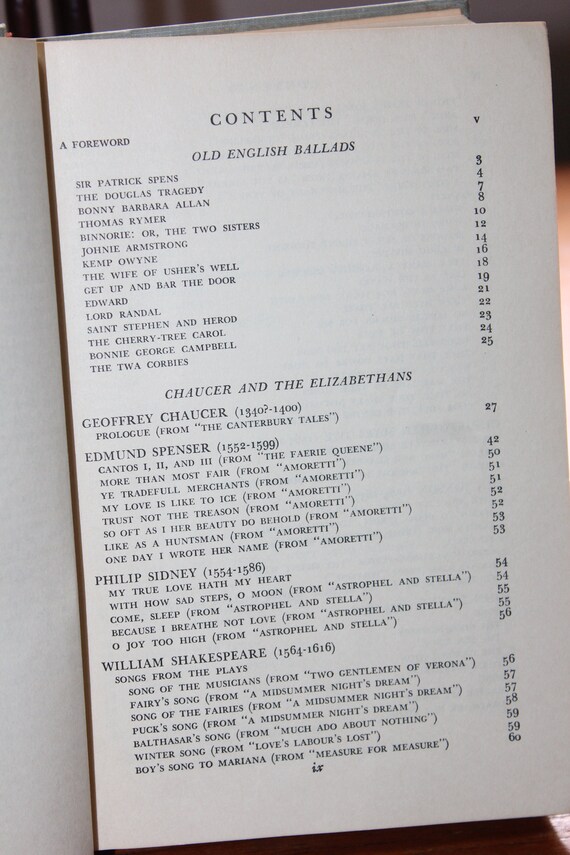 CONTENTS
A FOREWORD v
OLD ENGLISH BALLADS
SIR PATRICK SPENS 3
THE DOUGLAS TRAGEDY 4
BONNY BARBARA ALLAN 7
THOMAS RYMER 8
BINNORIE: OR, THE TWO SISTERS 10
JOHNIE ARMSTRONG 12
KEMP OWYNE 14
THE WIFE OF USHER'S WELL 16
GET UP AND BAR THE DOOR 18
EDWARD 19
LORD RANDAL 21
SAINT STEPHEN AND HEROD 22
THE CHERRY-TREE CAROL 23
BONNIE GEORGE CAMPBELL 24
THE TWA CORBIES 25
CHAUCER AND THE ELIZABETHANS
GEOFFREY CHAUCER (1340?-1400)
PROLOGUE (FROM "THE CANTERBURY TALES") 27
EDMUND SPENSER (1552-1599)
CANTOS I, II, AND III (FROM "THE FAERIE QUEENE") 42
MORE THAN MOST FAIR (FROM "AMORETTI") 50
YE TRADEFULL MERCHANTS (FROM "AMORETTI") 51
MY LOVE IS LIKE TO ICE (FROM "AMORETTI") 51
TRUST NOT THE TREASON (FROM "AMORETTI") 52
SO OFT AS I HER BEAUTY DO BEHOLD (FROM "AMORETTI") 52
LIKE AS A HUNTSMAN (FROM "AMORETTI") 53
ONE DAY I WROTE HER NAME (FROM "AMORETTI") 53
PHILIP SIDNEY (1554-1586)
MY TRUE LOVE HATH MY HEART 54
WITH HOW SAD STEPS, O MOON (FROM "ASTROPHEL AND STELLA") 54
COME, SLEEP (FROM "ASTROPHEL AND STELLA") 55
BECAUSE I BREATHE NOT LOVE (FROM "ASTROPHEL AND STELLA") 55
O JOY TOO HIGH (FROM "ASTROPHEL AND STELLA") 56
WILLIAM SHAKESPEARE (1564-1616)
SONGS FROM THE PLAYS
SONG OF THE MUSICIANS (FROM "TWO GENTLEMEN OF VERONA") 56
FAIRY'S SONG (FROM "A MIDSUMMER NIGHT'S DREAM") 57
SONG OF THE FAIRIES (FROM "A MIDSUMMER NIGHT'S DREAM") 57
PUCK'S SONG (FROM "A MIDSUMMER NIGHT'S DREAM") 58
BALTHASAR'S SONG (FROM "MUCH ADO ABOUT NOTHING") 59
WINTER SONG (FROM "LOVE'S LABOUR'S LOST") 59
BOY'S SONG TO MARIANA (FROM "MEASURE FOR MEASURE") 60
ix